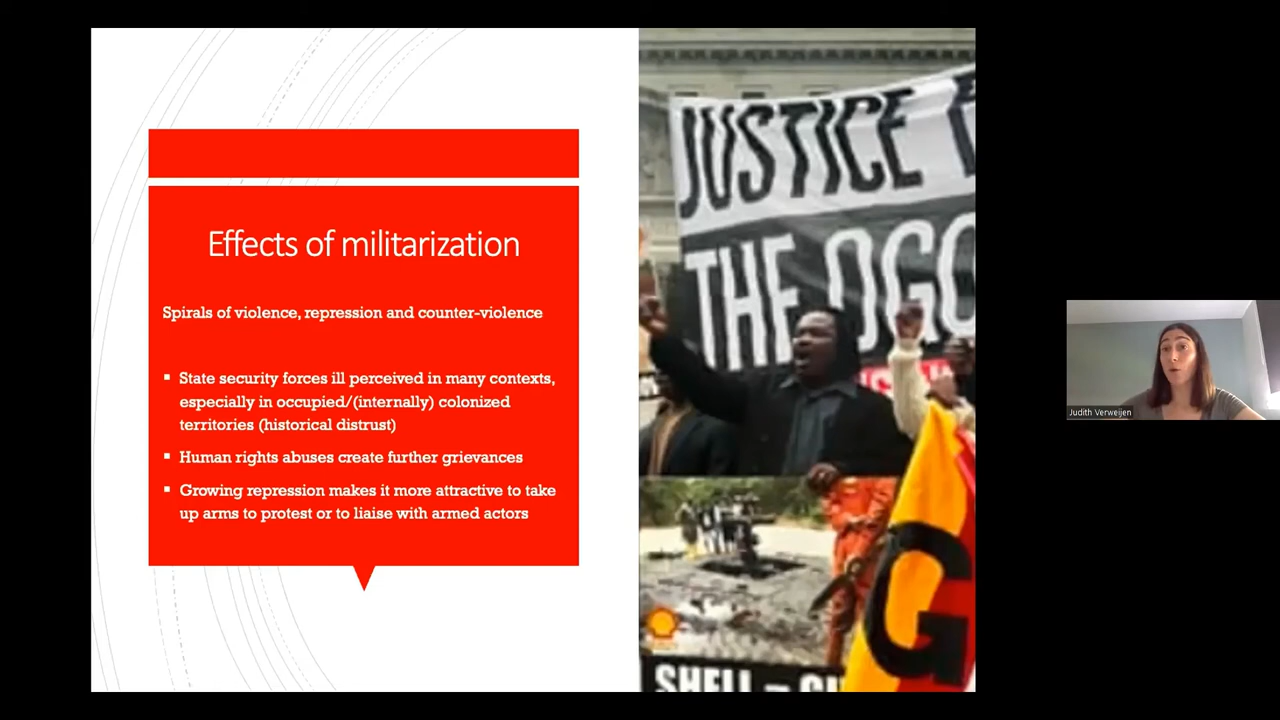 Effects of militarization
Spirals of violence, repression and counter-violence
▪ State security forces ill perceived in many contexts,
especially in occupied/(internally) colonized
territories (historical distrust)
▪ Human rights abuses create further grievances
▪ Growing repression makes it more attractive to take
up arms to protest or to liaise with armed actors
JUSTICE
THE OGO
G
SHELL =
Judith Verweijen